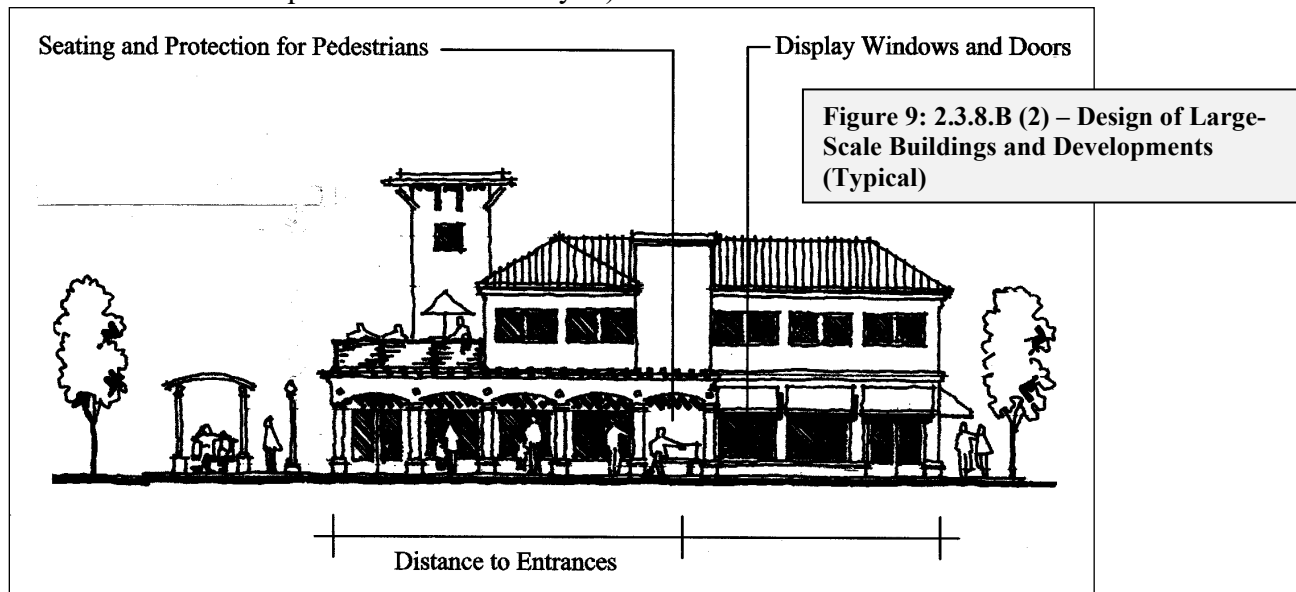 Seating and Protection for Pedestrians
Display Windows and Doors
Figure 9: 2.3.8.B (2) – Design of Large-
Scale Buildings and Developments
(Typical)
Distance to Entrances